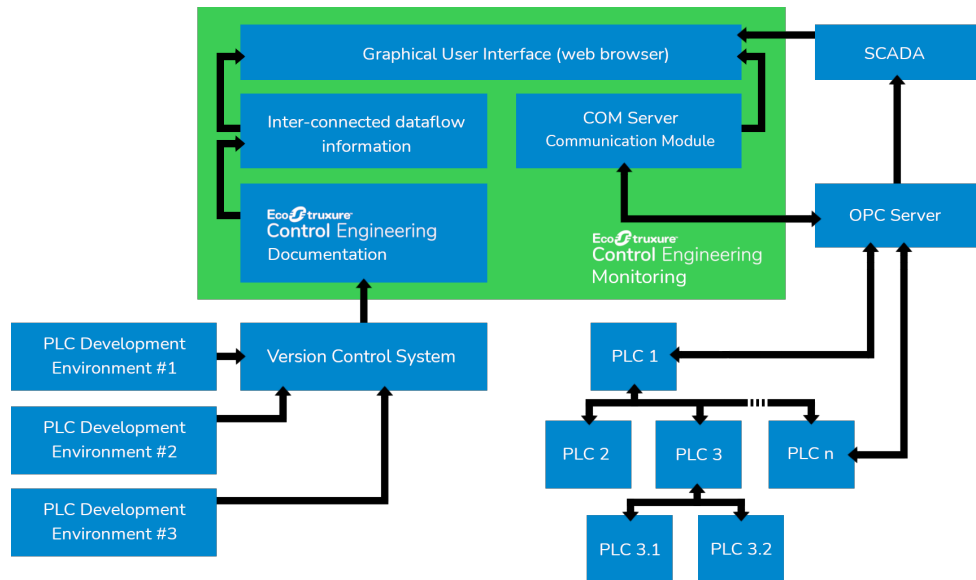 Graphical User Interface (web browser)
SCADA
Inter-connected dataflow
information
COM Server
Communication Module
EcoStruxure™
Control Engineering
Documentation
OPC Server
EcoStruxure™
Control Engineering
Monitoring
PLC Development
Environment #1
Version Control System
PLC 1
PLC Development
Environment #2
PLC 2
PLC 3
PLC n
PLC Development
Environment #3
PLC 3.1
PLC 3.2